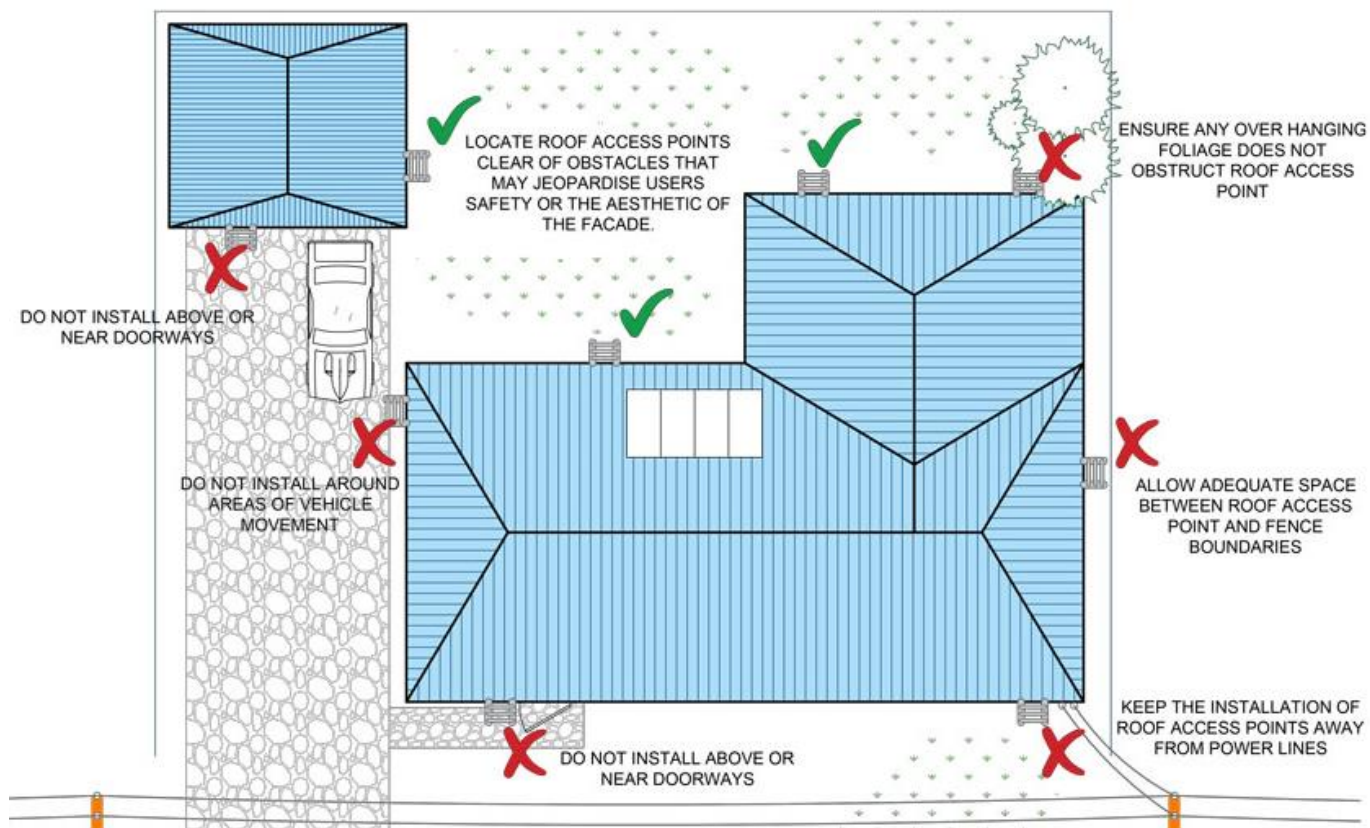 LOCATE ROOF ACCESS POINTS
CLEAR OF OBSTACLES THAT
MAY JEOPARDISE USERS
SAFETY OR THE AESTHETIC OF
THE FACADE.
ENSURE ANY OVER HANGING
FOLIAGE DOES NOT
OBSTRUCT ROOF ACCESS
POINT
DO NOT INSTALL ABOVE OR
NEAR DOORWAYS
DO NOT INSTALL AROUND
AREAS OF VEHICLE
MOVEMENT
ALLOW ADEQUATE SPACE
BETWEEN ROOF ACCESS
POINT AND FENCE
BOUNDARIES
KEEP THE INSTALLATION OF
ROOF ACCESS POINTS AWAY
FROM POWER LINES
DO NOT INSTALL ABOVE OR
NEAR DOORWAYS